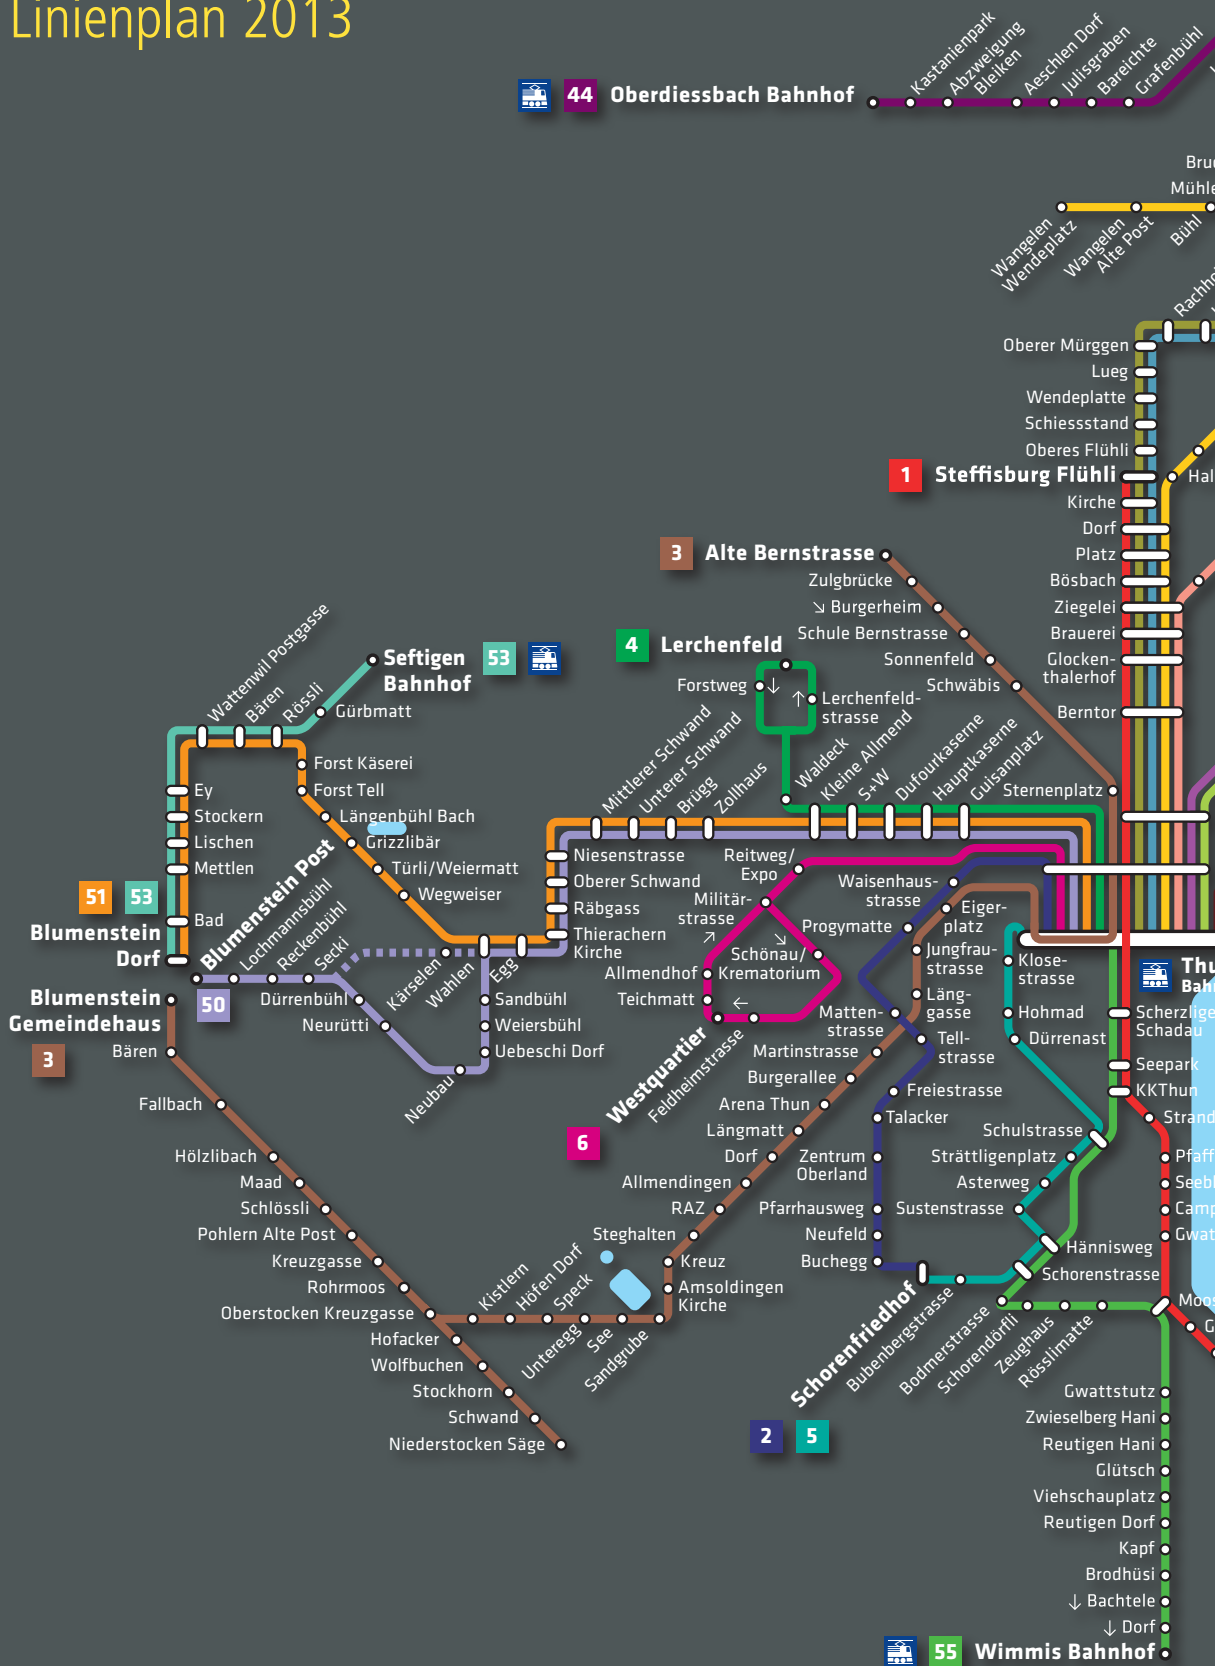 Linienplan 2013
Kastanienpark
Abzweigung
Bleiken
Aeschlen Dorf
Julisgraben
Bareichte
Grafenbühl
44 Oberdiessbach Bahnhof
Wangelen
Wendeplatz
Wangelen
Alte Post
Bühl
Oberer Mürggen
Lueg
Wendeplatte
Schiessstand
Oberes Flühli
1 Steffisburg Flühli
Kirche
Dorf
Platz
Bösbach
Ziegelei
Brauerei
Glocken-
thalerhof
Berntor
3 Alte Bernstrasse
Zulgbrücke
↘ Burgerheim
Schule Bernstrasse
Sonnenfeld
Schwäbis
Sternenplatz
4 Lerchenfeld
Forstweg
↓
↑
Lerchenfeld-
strasse
Waldeck
Kleine Allmend
S+W
Dufourkaserne
Hauptkaserne
Guisanplatz
Mittlerer Schwand
Unterer Schwand
Brügg
Zollhaus
Wattenwil Postgasse
Bären
Rössli
Seftigen
Bahnhof
53
Gürbmatt
Forst Käserei
Forst Tell
Längenbühl Bach
Grizzlibär
Türli/Weiermatt
Wegweiser
Ey
Stockern
Lischen
Mettlen
Bad
51 53
Blumenstein
Dorf
Blumenstein Post
50
Lochmannsbühl
Reckenbühl
Secki
Dürrenbühl
Neurütti
Neubau
Kärselen
Wahlen
Egg
Sandbühl
Weiersbühl
Uebeschi Dorf
Niesenstrasse
Oberer Schwand
Räbgass
Thierachern
Kirche
Reitweg/
Expo
Militär-
strasse
↗
↘
Schönau/
Krematorium
Allmendhof
Teichmatt
←
Westquartier
Feldheimstrasse
6
Waisenhaus-
strasse
Progymatte
Matten-
strasse
Tell-
strasse
Freiestrasse
Talacker
Zentrum
Oberland
Pfarrhausweg
Neufeld
Buchegg
Eiger-
platz
Jungfrau-
strasse
Läng-
gasse
Martinstrasse
Burgerallee
Arena Thun
Längmatt
Dorf
Allmendingen
RAZ
Steghalten
Kreuz
Amsoldingen
Kirche
Sandgrube
See
Unteregg
Speck
Höfen Dorf
Kistlern
Blumenstein
Gemeindehaus
3
Bären
Fallbach
Hölzlibach
Maad
Schlössli
Pohlern Alte Post
Kreuzgasse
Rohrmoos
Oberstocken Kreuzgasse
Hofacker
Wolfbuchen
Stockhorn
Schwand
Niederstocken Säge
Klose-
strasse
Hohmad
Dürrenast
Schulstrasse
Strättligenplatz
Asterweg
Sustenstrasse
Hännisweg
Schorenstrasse
Schorenfriedhof
Bubenbergstrasse
2 5
Bodmerstrasse
Schorendörfli
Zeughaus
Rösslimatte
Schadau
Seepark
KKThun
Gwattstutz
Zwieselberg Hani
Reutigen Hani
Glütsch
Viehschauplatz
Reutigen Dorf
Kapf
Brodhüsi
↓ Bachtele
↓ Dorf
55 Wimmis Bahnhof